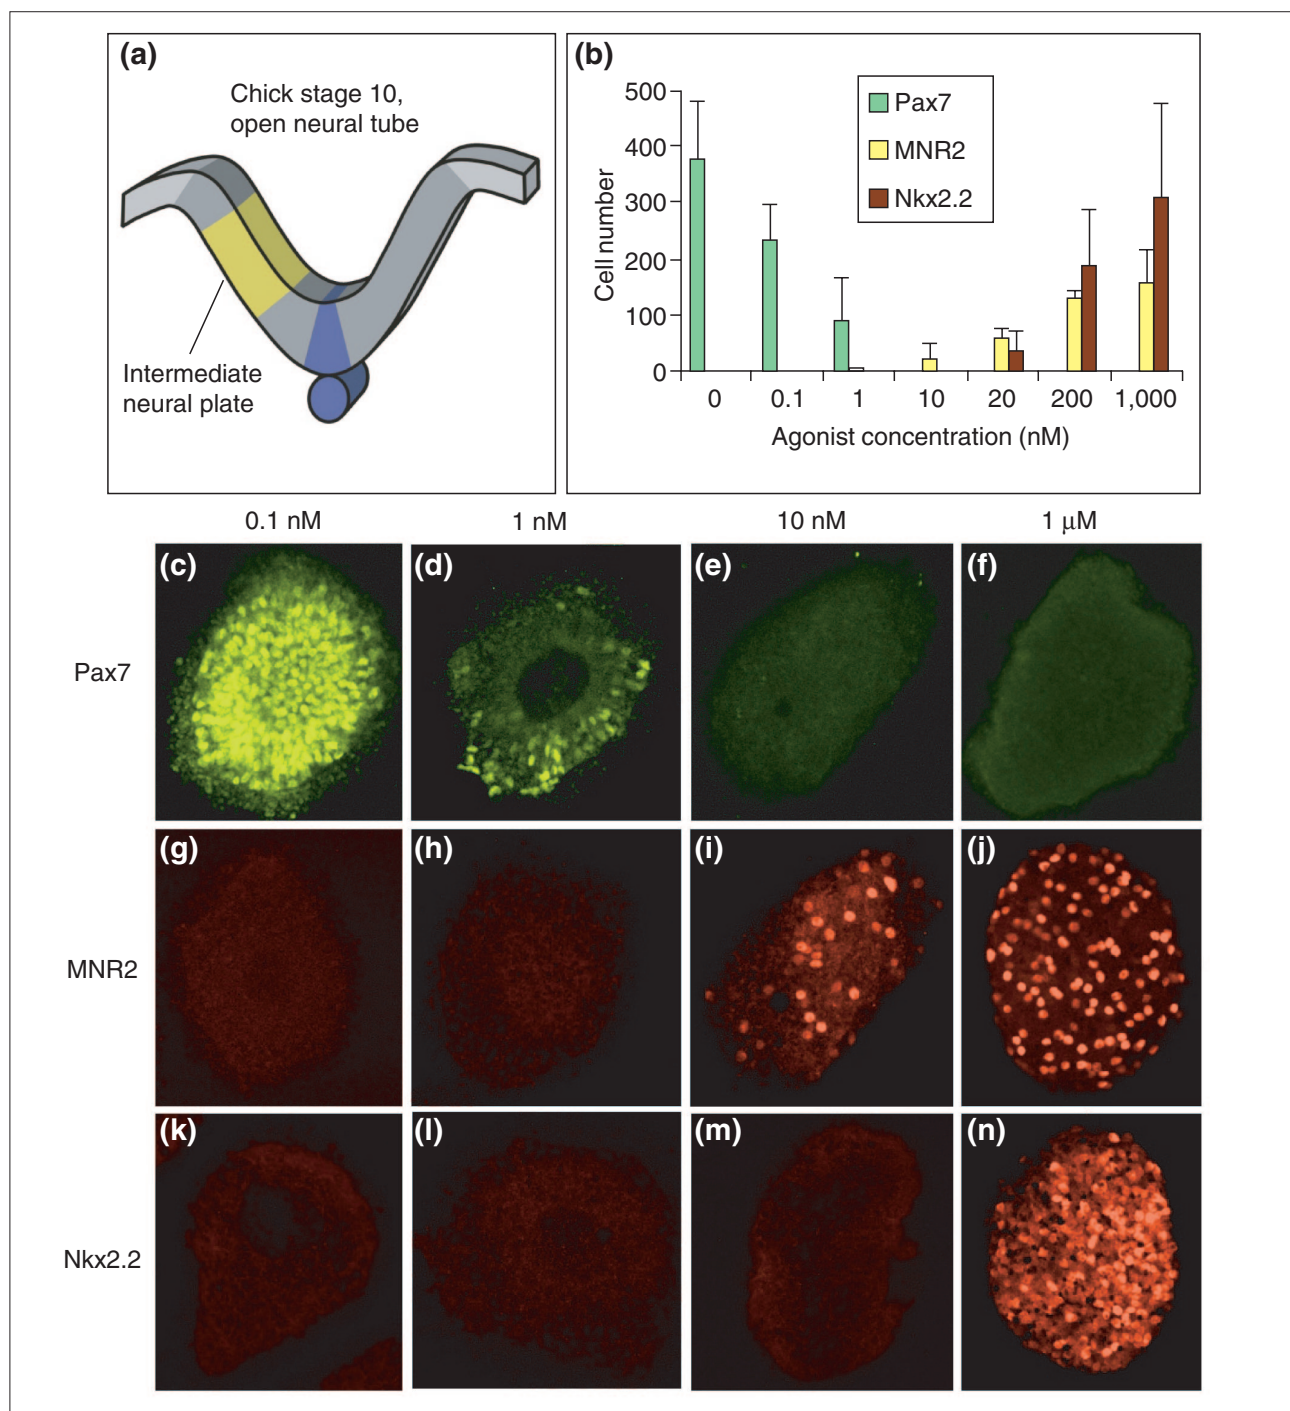 (a)
Chick stage 10,
open neural tube
Intermediate
neural plate
(b)
Pax7
MNR2
Nkx2.2
Cell number
500
400
300
200
100
0
0 0.1 1 10 20 200 1,000
Agonist concentration (nM)
0.1 nM 1 nM 10 nM 1 μM
(c) (d) (e) (f)
Pax7
(g) (h) (i) (j)
MNR2
(k) (l) (m) (n)
Nkx2.2